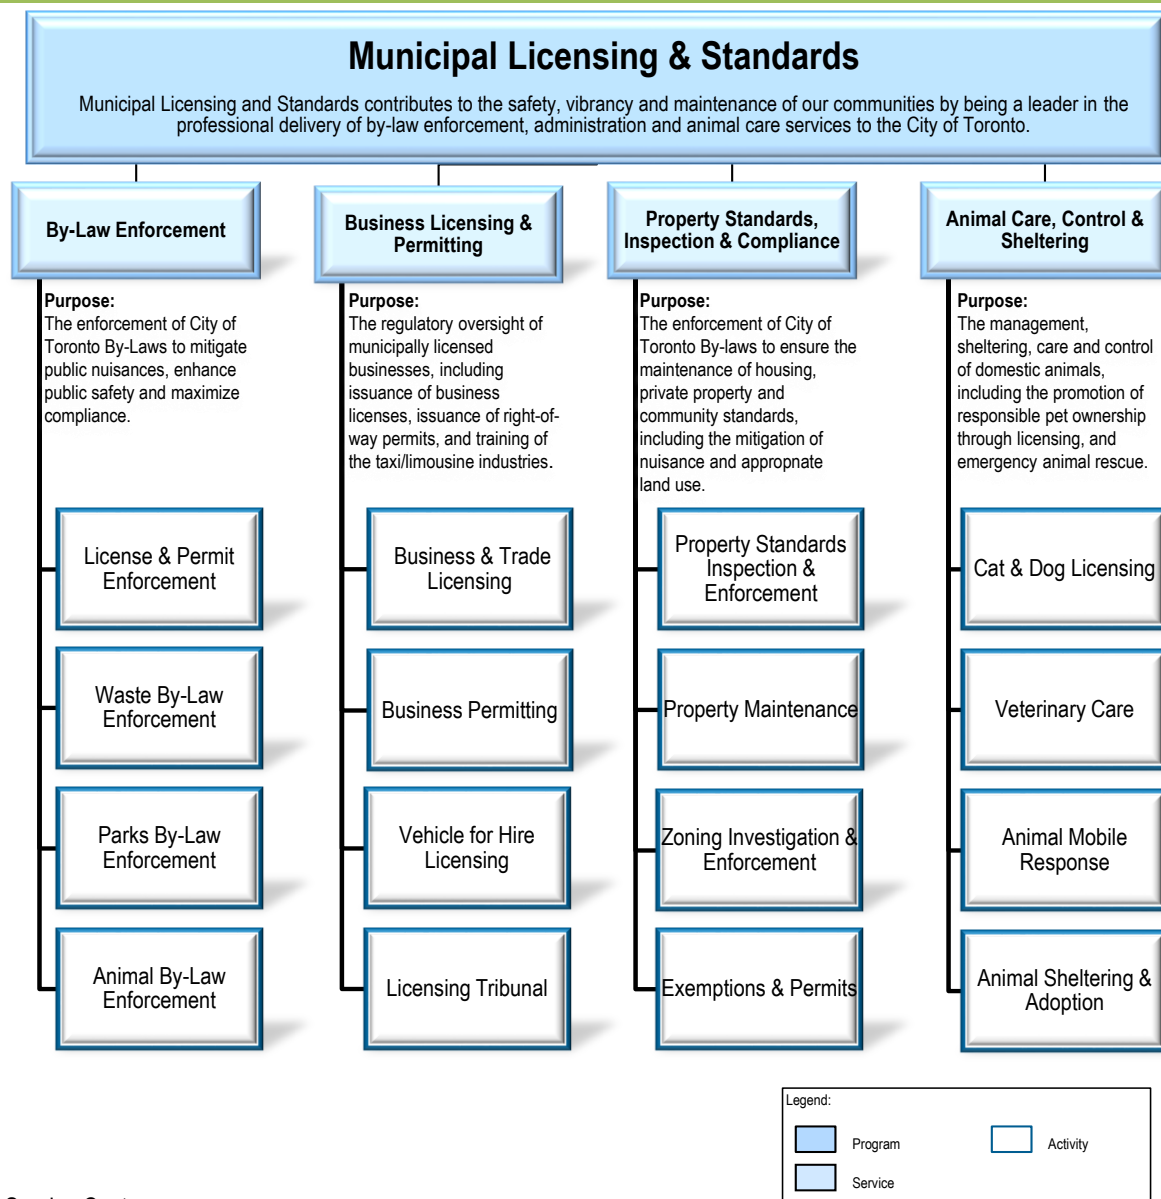 Municipal Licensing & Standards
Municipal Licensing and Standards contributes to the safety, vibrancy and maintenance of our communities by being a leader in the
professional delivery of by-law enforcement, administration and animal care services to the City of Toronto.
By-Law Enforcement
Purpose:
The enforcement of City of
Toronto By-Laws to mitigate
public nuisances, enhance
public safety and maximize
compliance.
License & Permit
Enforcement
Waste By-Law
Enforcement
Parks By-Law
Enforcement
Animal By-Law
Enforcement
Business Licensing &
Permitting
Purpose:
The regulatory oversight of
municipally licensed
businesses, including
issuance of business
licenses, issuance of right-of-
way permits, and training of
the taxi/limousine industries.
Business & Trade
Licensing
Business Permitting
Vehicle for Hire
Licensing
Licensing Tribunal
Property Standards,
Inspection & Compliance
Purpose:
The enforcement of City of
Toronto By-laws to ensure the
maintenance of housing,
private property and
community standards,
including the mitigation of
nuisance and appropnate
land use.
Property Standards
Inspection &
Enforcement
Property Maintenance
Zoning Investigation &
Enforcement
Exemptions & Permits
Animal Care, Control &
Sheltering
Purpose:
The management,
sheltering, care and control
of domestic animals,
including the promotion of
responsible pet ownership
through licensing, and
emergency animal rescue.
Cat & Dog Licensing
Veterinary Care
Animal Mobile
Response
Animal Sheltering &
Adoption
Legend:
Program
Activity
Service